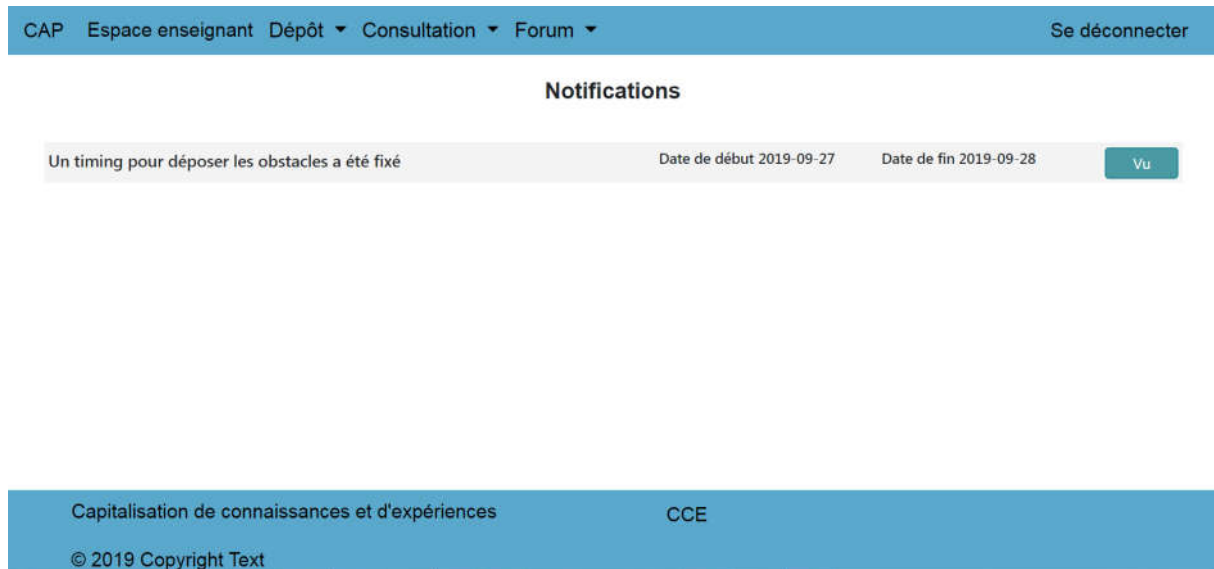 CAP Espace enseignant Dépôt Consultation Forum Se déconnecter
Notifications
Un timing pour déposer les obstacles a été fixé Date de début 2019-09-27 Date de fin 2019-09-28 Vu
Capitalisation de connaissances et d'expériences CCE
© 2019 Copyright Text